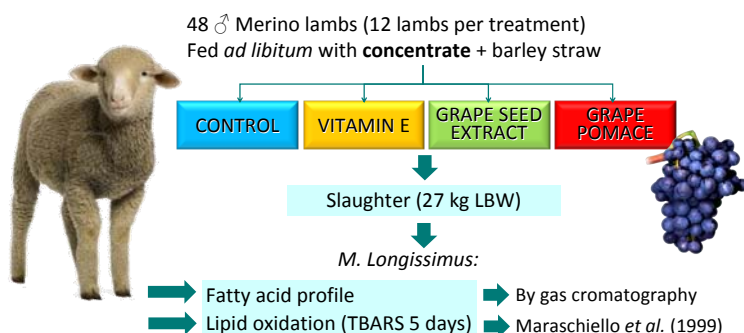 48 ♂ Merino lambs (12 lambs per treatment)
Fed ad libitum with concentrate + barley straw
CONTROL
VITAMIN E
GRAPE SEED
EXTRACT
GRAPE
POMACE
Slaughter (27 kg LBW)
M. Longissimus:
Fatty acid profile
By gas cromatography
Lipid oxidation (TBARS 5 days)
Maraschiello et al. (1999)